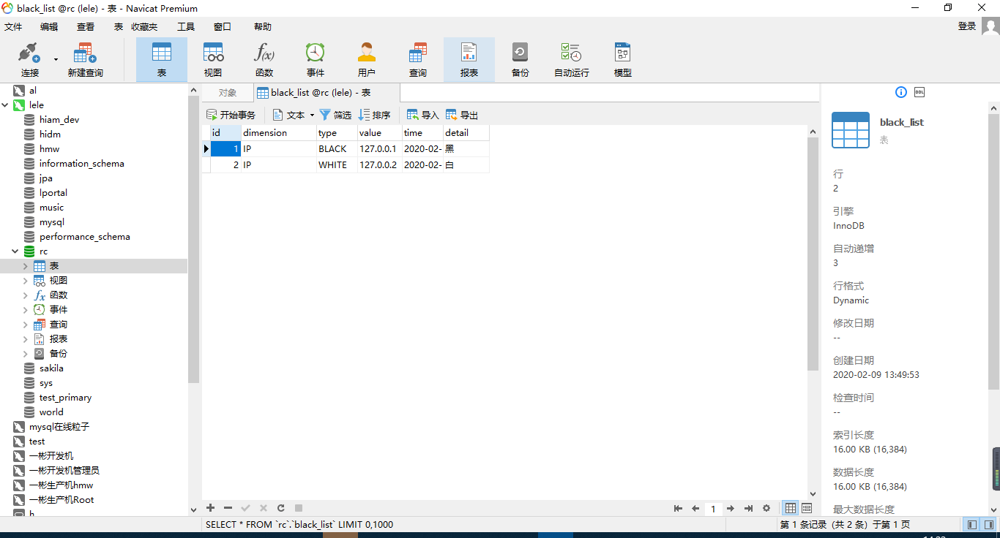 black_list @rc (lele) - 表 - Navicat Premium
文件 编辑 查看 表 收藏夹 工具 窗口 帮助 登录
连接 新建查询 表 视图 函数 事件 用户 查询 报表 备份 自动运行 模型
al
lele
hiam_dev
hidm
hmw
information_schema
jpa
lportal
music
mysql
performance_schema
rc
表
视图
函数
事件
查询
报表
备份
sakila
sys
test_primary
world
mysql在线粒子
test
一彬开发机
一彬开发机管理员
一彬生产机hmw
一彬生产机Root
对象 black_list @rc (lele) - 表
开始事务 文本 筛选 排序 导入 导出
id dimension type value time detail
1 IP BLACK 127.0.0.1 2020-02- 黑
2 IP WHITE 127.0.0.2 2020-02- 白
1
SELECT * FROM `rc`.`black_list` LIMIT 0,1000
第 1 条记录 (共 2 条) 于第 1 页
DDL
black_list
表
行
2
引擎
InnoDB
自动递增
3
行格式
Dynamic
修改日期
--
创建日期
2020-02-09 13:49:53
检查时间
--
索引长度
16.00 KB (16,384)
数据长度
16.00 KB (16,384)
最大数据长度